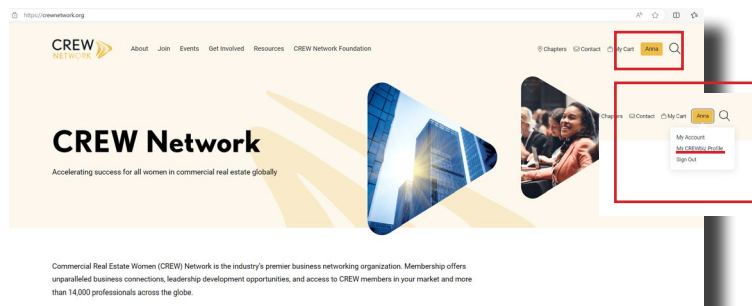 https://crewnetwork.org
CREW
NETWORK
About Join Events Get Involved Resources CREW Network Foundation
Chapters Contact My Cart Anna
Chapters Contact My Cart Anna
My Account
My CREWbiz Profile
Sign Out
CREW Network
Accelerating success for all women in commercial real estate globally
Commercial Real Estate Women (CREW) Network is the industry's premier business networking organization. Membership offers
unparalleled business connections, leadership development opportunities, and access to CREW members in your market and more
than 14,000 professionals across the globe.